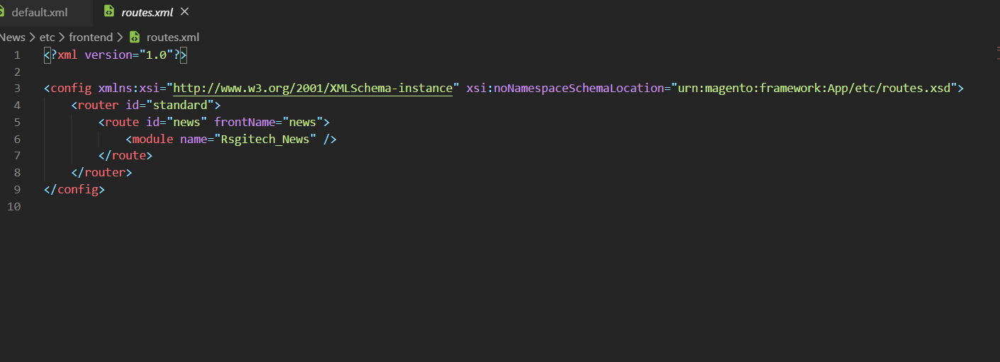 default.xml routes.xml
News > etc > frontend > routes.xml
1 <?xml version="1.0"?>
2
3 <config xmlns:xsi="http://www.w3.org/2001/XMLSchema-instance" xsi:noNamespaceSchemaLocation="urn:magento:framework:App/etc/routes.xsd">
4 <router id="standard">
5 <route id="news" frontName="news">
6 <module name="Rsgitech_News" />
7 </route>
8 </router>
9 </config>
10